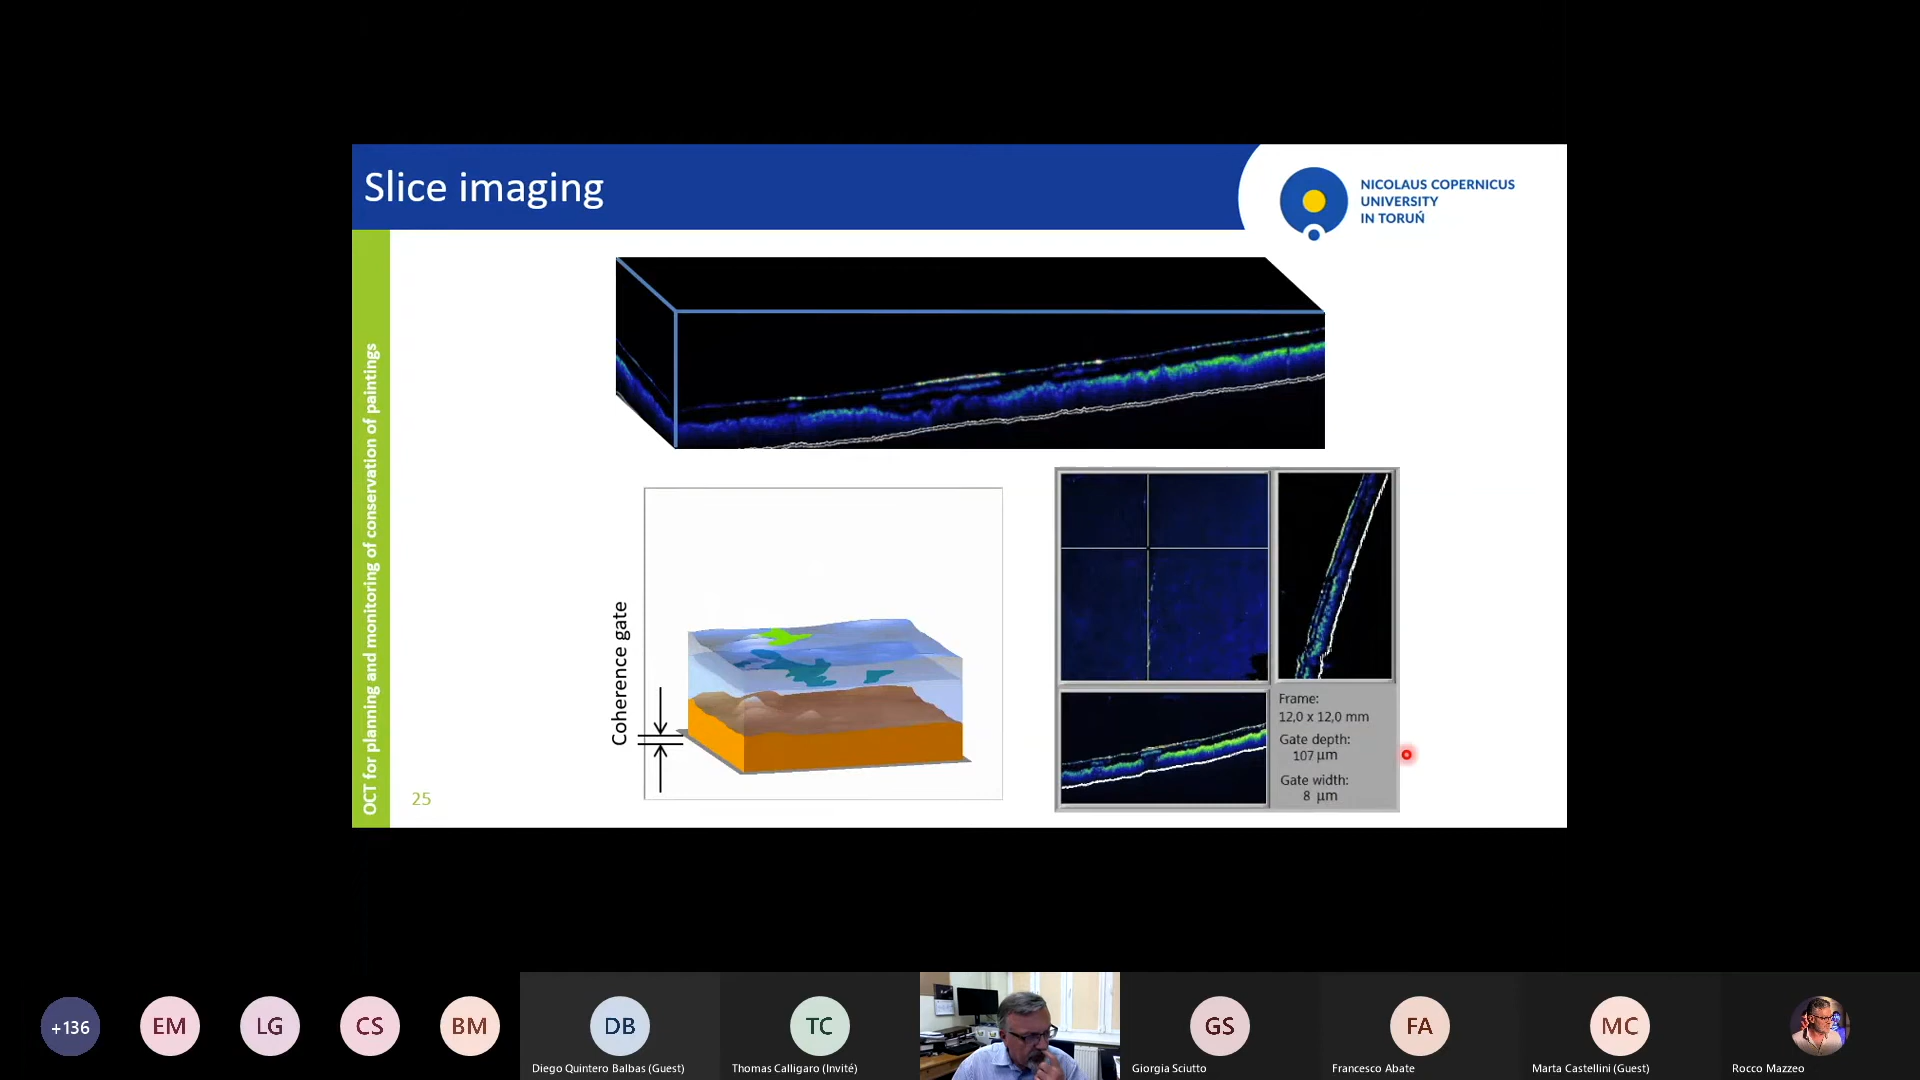 Slice imaging
NICOLAUS COPERNICUS
UNIVERSITY
IN TORUŃ
OCT for planning and monitoring of conservation of paintings
Coherence gate
Frame:
12,0 x 12,0 mm
Gate depth:
107 µm
Gate width:
8 µm
25
+136
EM
LG
CS
BM
DB
Diego Quintero Balbas (Guest)
TC
Thomas Calligaro (Invité)
GS
Giorgia Sciutto
FA
Francesco Abate
MC
Marta Castellini (Guest)
Rocco Mazzeo